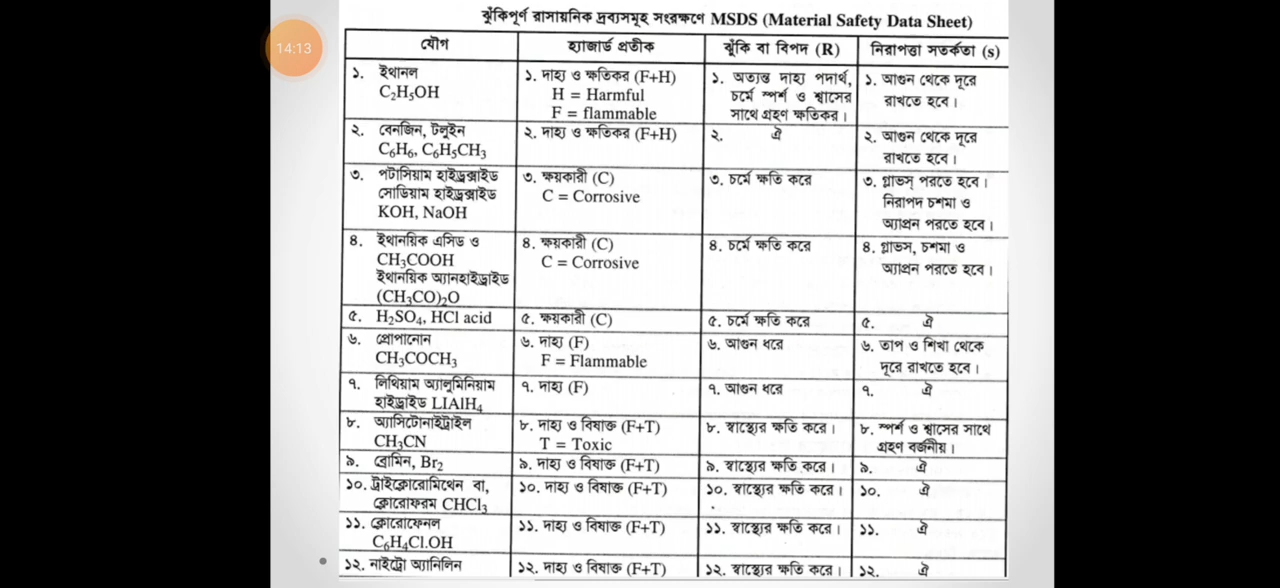 14:13
ঝুঁকিপূর্ণ রাসায়নিক দ্রব্যসমূহ সংরক্ষণে MSDS (Material Safety Data Sheet)
যৌগ
হ্যাজার্ড প্রতীক
ঝুঁকি বা বিপদ (R)
নিরাপত্তা সতর্কতা (s)
১. ইথানল
C₂H₅OH
১. দাহ্য ও ক্ষতিকর (F+H)
H = Harmful
F = flammable
১. অত্যন্ত দাহ্য পদার্থ,
চর্মে স্পর্শ ও শ্বাসের
সাথে গ্রহণ ক্ষতিকর।
১. আগুন থেকে দূরে
রাখতে হবে।
২. বেনজিন, টলুইন
C₆H₆, C₆H₅CH₃
২. দাহ্য ও ক্ষতিকর (F+H)
২. ঐ
২. আগুন থেকে দূরে
রাখতে হবে।
৩. পটাসিয়াম হাইড্রক্সাইড
সোডিয়াম হাইড্রক্সাইড
KOH, NaOH
৩. ক্ষয়কারী (C)
C = Corrosive
৩. চর্মে ক্ষতি করে
৩. গ্লাভস্ পরতে হবে।
নিরাপদ চশমা ও
অ্যাপ্রন পরতে হবে।
৪. ইথানয়িক এসিড ও
CH₃COOH
ইথানয়িক অ্যানহাইড্রাইড
(CH₃CO)₂O
৪. ক্ষয়কারী (C)
C = Corrosive
৪. চর্মে ক্ষতি করে
৪. গ্লাভস, চশমা ও
অ্যাপ্রন পরতে হবে।
৫. H₂SO₄, HCl acid
৫. ক্ষয়কারী (C)
৫. চর্মে ক্ষতি করে
৫. ঐ
৬. প্রোপানোন
CH₃COCH₃
৬. দাহ্য (F)
F = Flammable
৬. আগুন ধরে
৬. তাপ ও শিখা থেকে
দূরে রাখতে হবে।
৭. লিথিয়াম অ্যালুমিনিয়াম
হাইড্রাইড LIAlH₄
৭. দাহ্য (F)
৭. আগুন ধরে
৭. ঐ
৮. অ্যাসিটোনাইট্রাইল
CH₃CN
৮. দাহ্য ও বিষাক্ত (F+T)
T = Toxic
৮. স্বাস্থ্যের ক্ষতি করে।
৮. স্পর্শ ও শ্বাসের সাথে
গ্রহণ বর্জনীয়।
৯. ব্রোমিন, Br₂
৯. দাহ্য ও বিষাক্ত (F+T)
৯. স্বাস্থ্যের ক্ষতি করে।
৯. ঐ
১০. ট্রাইক্লোরোমিথেন বা,
ক্লোরোফরম CHCl₃
১০. দাহ্য ও বিষাক্ত (F+T)
১০. স্বাস্থ্যের ক্ষতি করে।
১০. ঐ
১১. ক্লোরোফেনল
C₆H₄Cl.OH
১১. দাহ্য ও বিষাক্ত (F+T)
১১. স্বাস্থ্যের ক্ষতি করে।
১১. ঐ
১২. নাইট্রো অ্যানিলিন
১২. দাহ্য ও বিষাক্ত (F+T)
১২. স্বাস্থ্যের ক্ষতি করে।
১২. ঐ